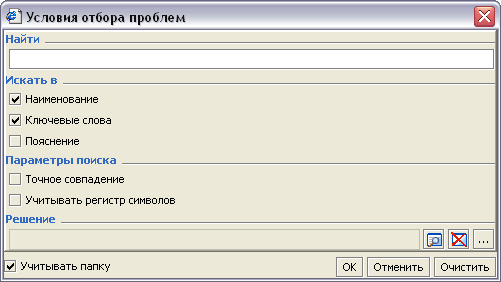 Условия отбора проблем
Найти
Искать в
Наименование
Ключевые слова
Пояснение
Параметры поиска
Точное совпадение
Учитывать регистр символов
Решение
...
Учитывать папку OK Отменить Очистить